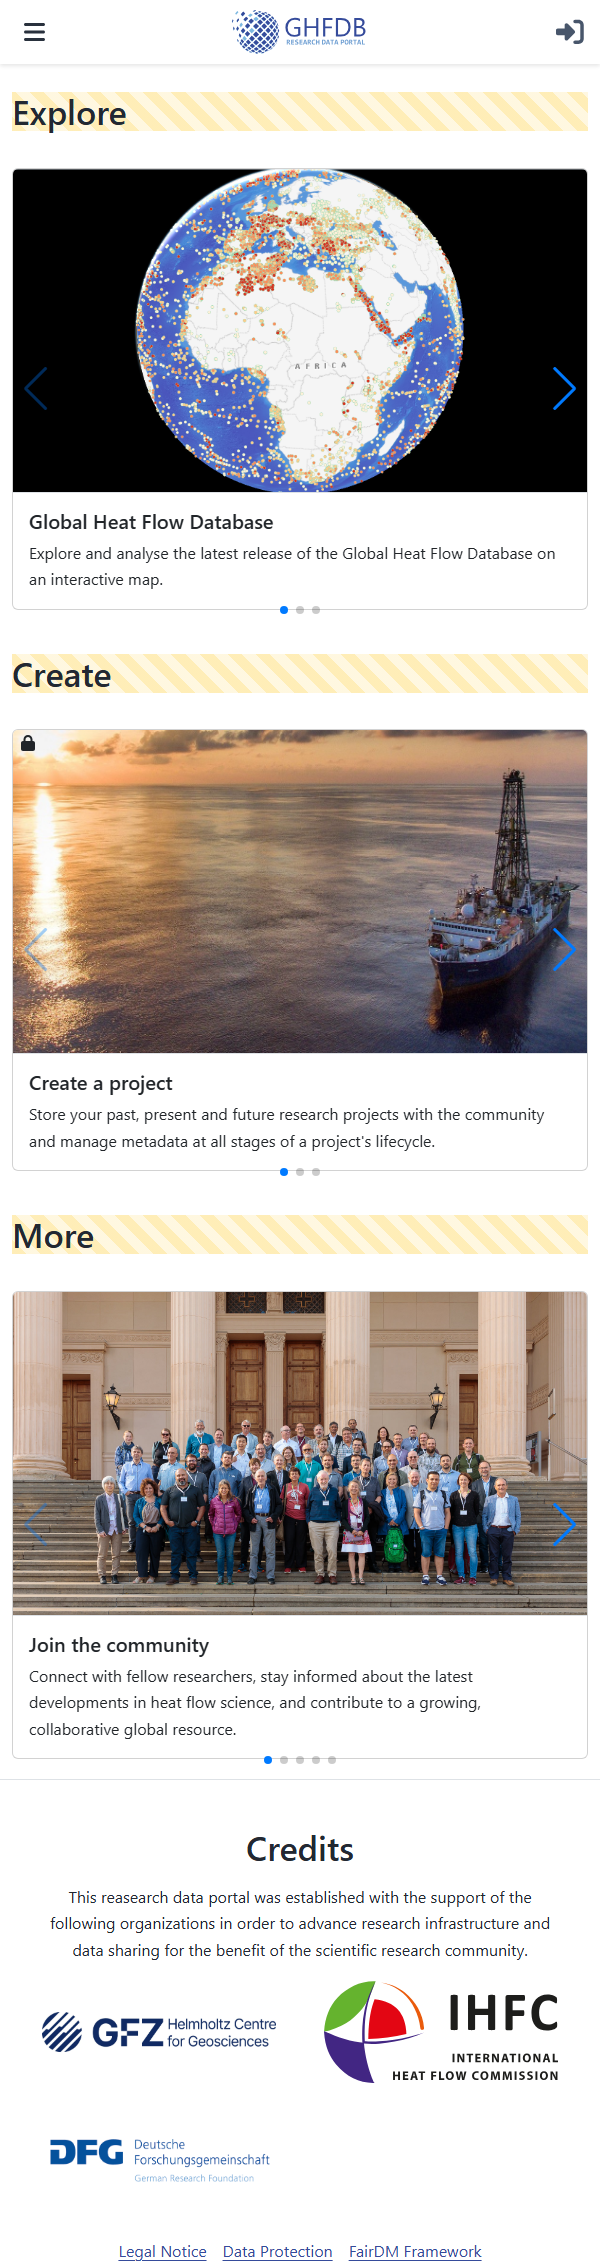 GHFDB
RESEARCH DATA PORTAL
Explore
AFRICA
Global Heat Flow Database
Explore and analyse the latest release of the Global Heat Flow Database on
an interactive map.
Create
Create a project
Store your past, present and future research projects with the community
and manage metadata at all stages of a project's lifecycle.
More
Join the community
Connect with fellow researchers, stay informed about the latest
developments in heat flow science, and contribute to a growing,
collaborative global resource.
Credits
This reasearch data portal was established with the support of the
following organizations in order to advance research infrastructure and
data sharing for the benefit of the scientific research community.
GFZ Helmholtz Centre
for Geosciences
IHFC
INTERNATIONAL
HEAT FLOW COMMISSION
DFG Deutsche
Forschungsgemeinschaft
German Research Foundation
Legal Notice Data Protection FairDM Framework